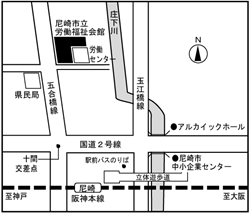 尼崎市立
労働福祉会館
労働
センター
庄下川
N
県民局
五合橋線
玉江橋線
●アルカイックホール
国道2号線
十間
交差点
駅前バスのりば
●尼崎市
中小企業センター
立体遊歩道
至神戸
尼崎
阪神本線
至大阪